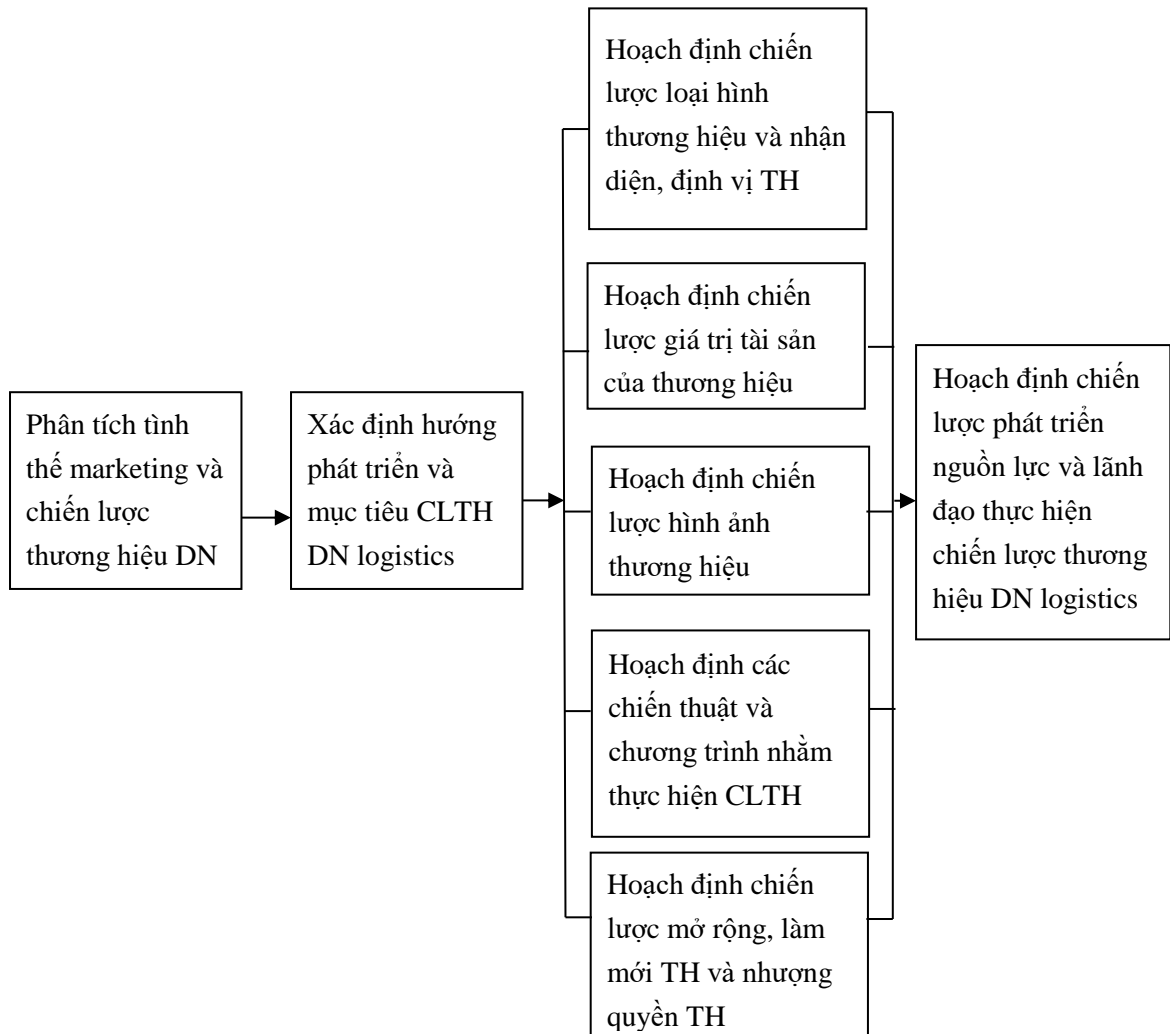 Phân tích tình
thế marketing và
chiến lược
thương hiệu DN
Xác định hướng
phát triển và
mục tiêu CLTH
DN logistics
Hoạch định chiến
lược loại hình
thương hiệu và nhận
diện, định vị TH
Hoạch định chiến
lược giá trị tài sản
của thương hiệu
Hoạch định chiến
lược hình ảnh
thương hiệu
Hoạch định các
chiến thuật và
chương trình nhằm
thực hiện CLTH
Hoạch định chiến
lược mở rộng, làm
mới TH và nhượng
quyền TH
Hoạch định chiến
lược phát triển
nguồn lực và lãnh
đạo thực hiện
chiến lược thương
hiệu DN logistics